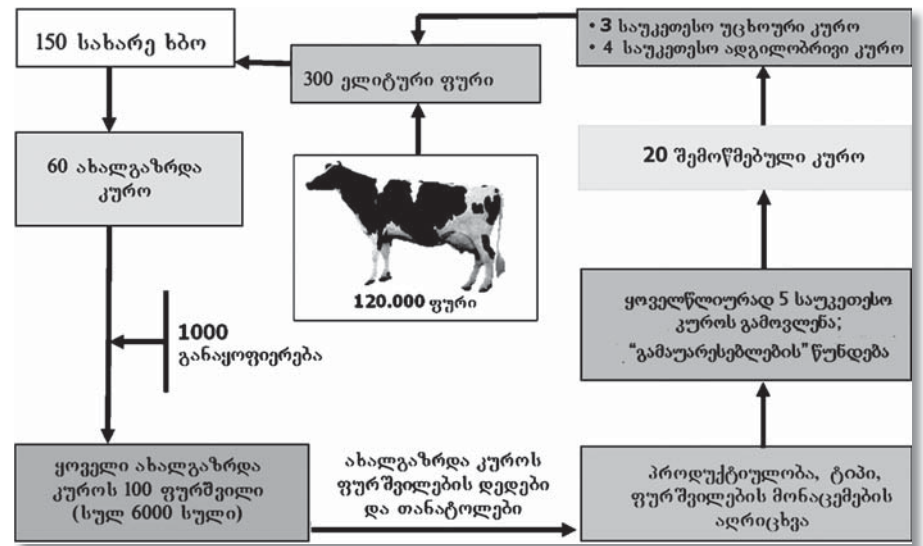 150 სახარე ხბო
300 ელიტური ფური
• 3 საუკეთესო უცხოური კურო
• 4 საუკეთესო ადგილობრივი კურო
60 ახალგაზრდა
კურო
120.000 ფური
20 შემოწმებული კურო
1000
განაყოფიერება
ყოველწლიურად 5 საუკეთესო
კუროს გამოვლენა;
“გამაუარესებლების” წუნდება
ყოველი ახალგაზრდა
კუროს 100 ფურშვილი
(სულ 6000 სული)
ახალგაზრდა კუროს
ფურშვილების დედები
და თანატოლები
პროდუქტიულობა, ტიპი,
ფურშვილების მონაცემების
აღრიცხვა